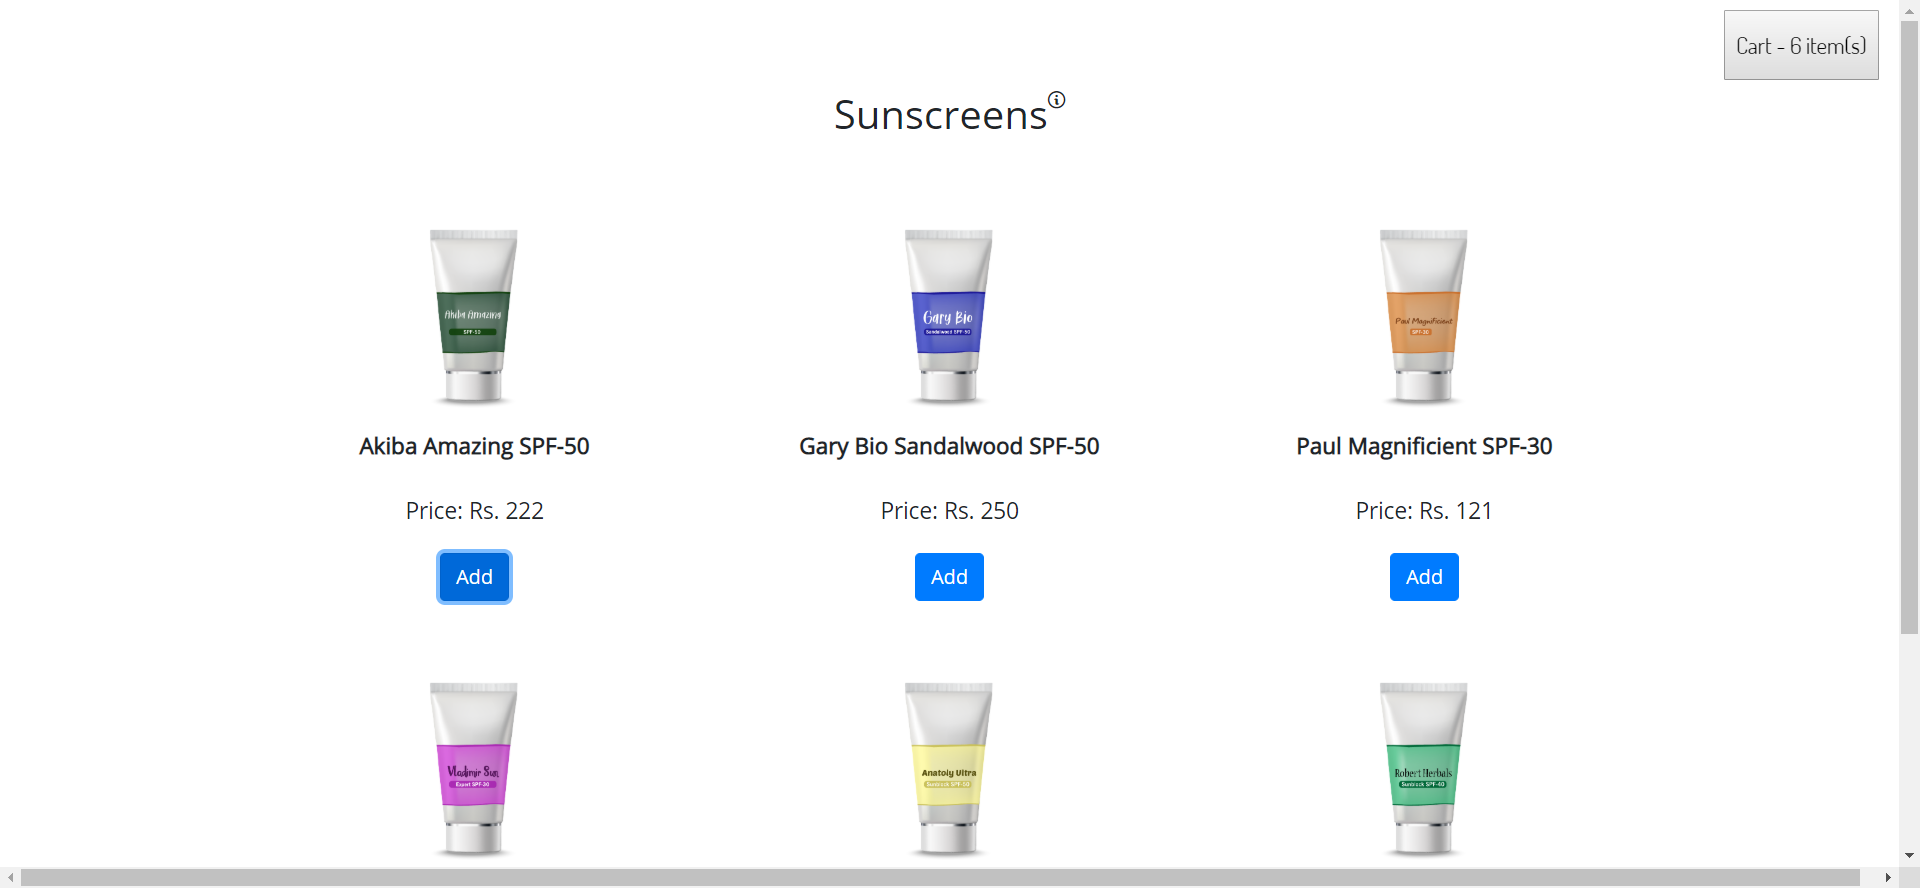 Cart - 6 item(s)
Sunscreens
Akiba Amazing
SPF-50
Gary Bio
Sandalwood SPF-50
Paul Magnificient
SPF-30
Akiba Amazing SPF-50
Gary Bio Sandalwood SPF-50
Paul Magnificient SPF-30
Price: Rs. 222
Price: Rs. 250
Price: Rs. 121
Add
Add
Add
Vladimir Sun
Expert SPF-30
Anatoly Ultra
Sunblock SPF-50
Robert Herbals
Sunblock SPF-40